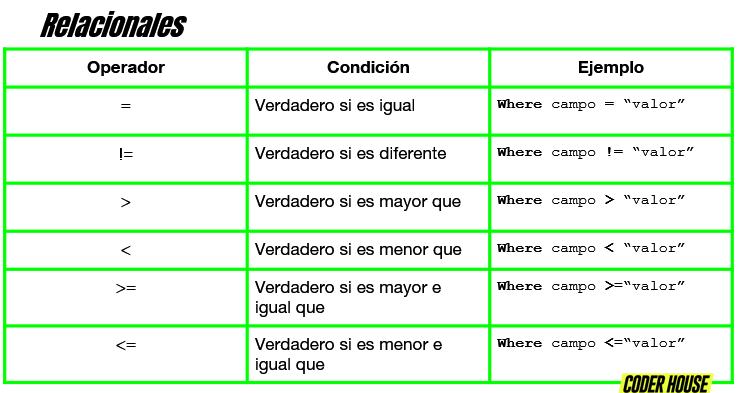 Relacionales
Operador Condición Ejemplo
= Verdadero si es igual Where campo = “valor”
!= Verdadero si es diferente Where campo != “valor”
> Verdadero si es mayor que Where campo > “valor”
< Verdadero si es menor que Where campo < “valor”
>= Verdadero si es mayor e Where campo >=“valor”
igual que
<= Verdadero si es menor e Where campo <=“valor”
igual que
CODER HOUSE